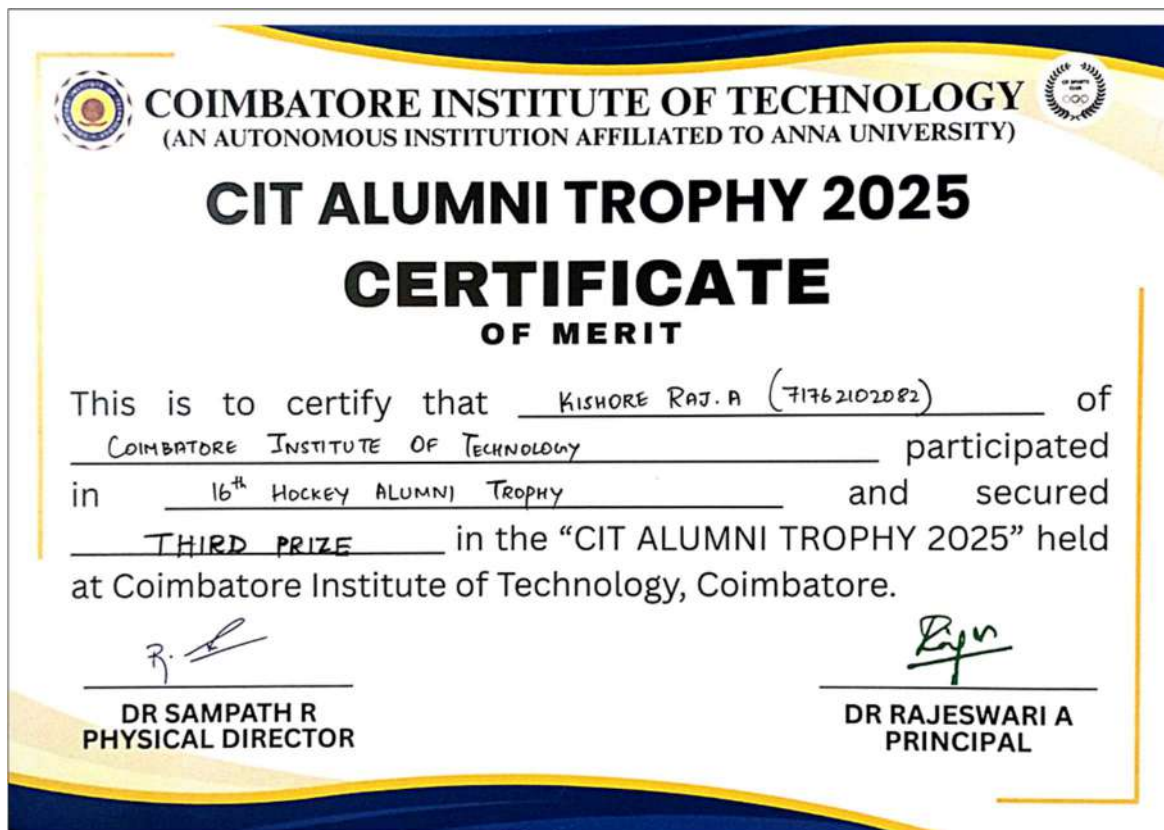 COIMBATORE INSTITUTE OF TECHNOLOGY
(AN AUTONOMOUS INSTITUTION AFFILIATED TO ANNA UNIVERSITY)
CIT ALUMNI TROPHY 2025
CERTIFICATE
OF MERIT
This is to certify that KISHORE RAJ. A (71762102082) of
COIMBATORE INSTITUTE OF TECHNOLOGY participated
in 16th HOCKEY ALUMNI TROPHY and secured
THIRD PRIZE in the “CIT ALUMNI TROPHY 2025” held
at Coimbatore Institute of Technology, Coimbatore.
DR SAMPATH R
PHYSICAL DIRECTOR
DR RAJESWARI A
PRINCIPAL